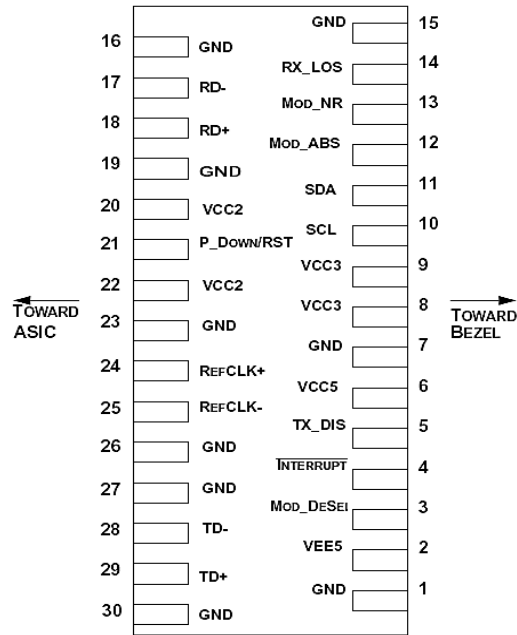 GND 15
16 GND
RX_LOS 14
17 RD-
MOD_NR 13
18 RD+
MOD_ABS 12
19 GND
SDA 11
20 VCC2
SCL 10
21 P_DOWN/RST
VCC3 9
22 VCC2
VCC3 8
TOWARD
ASIC
TOWARD
BEZEL
23 GND
GND 7
24 REFCLK+
VCC5 6
25 REFCLK-
TX_DIS 5
26 GND
INTERRUPT 4
27 GND
MOD_DESEL 3
28 TD-
VEE5 2
29 TD+
GND 1
30 GND